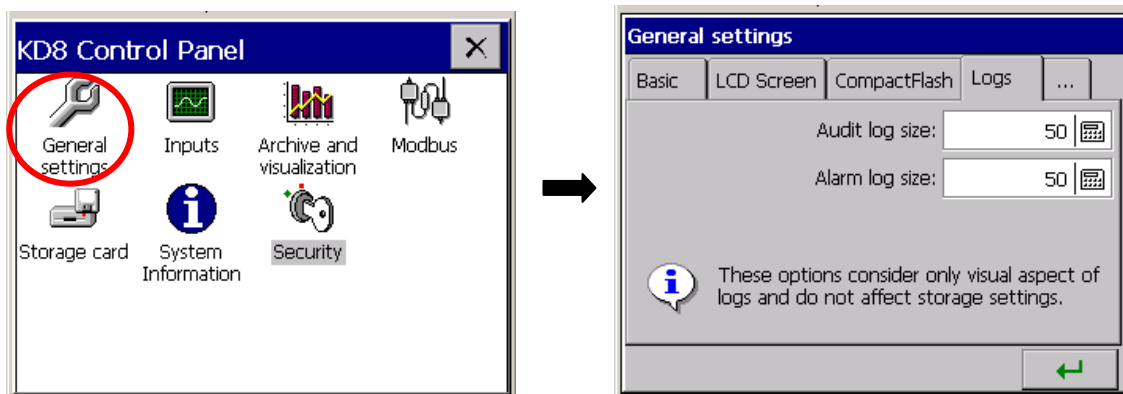 KD8 Control Panel
General
settings
Inputs
Archive and
visualization
Modbus
Storage card
System
Information
Security
General settings
Basic
LCD Screen
CompactFlash
Logs
...
Audit log size:
50
Alarm log size:
50
These options consider only visual aspect of
logs and do not affect storage settings.